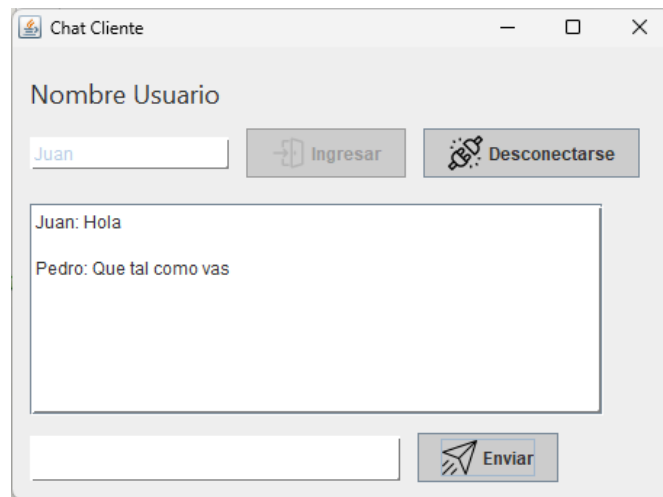 Chat Cliente
Nombre Usuario
Juan
Ingresar
Desconectarse
Juan: Hola
Pedro: Que tal como vas
Enviar